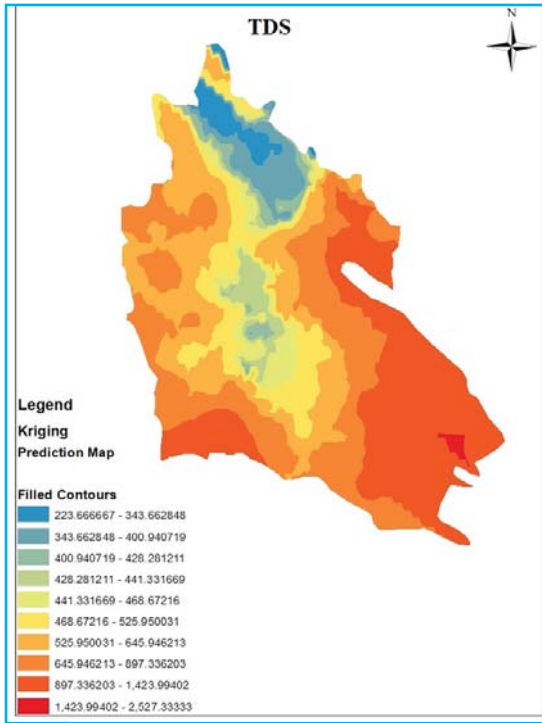 TDS
N
Legend
Kriging
Prediction Map
Filled Contours
223.666667 - 343.662848
343.662848 - 400.940719
400.940719 - 428.281211
428.281211 - 441.331669
441.331669 - 468.67216
468.67216 - 525.950031
525.950031 - 645.946213
645.946213 - 897.336203
897.336203 - 1,423.99402
1,423.99402 - 2,527.33333